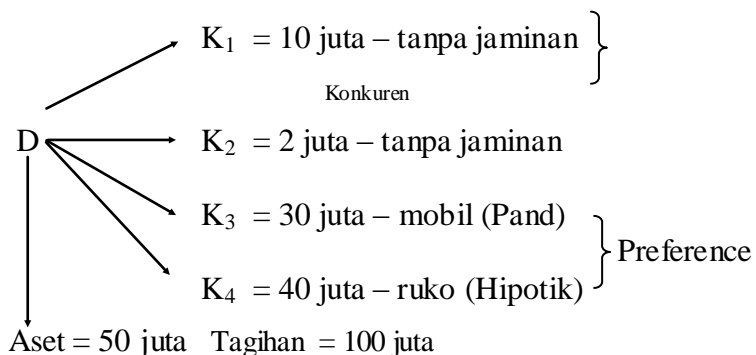 K₁ = 10 juta – tanpa jaminan
Konkuren
D K₂ = 2 juta – tanpa jaminan
K₃ = 30 juta – mobil (Pand)
Preference
K₄ = 40 juta – ruko (Hipotik)
Aset = 50 juta Tagihan = 100 juta